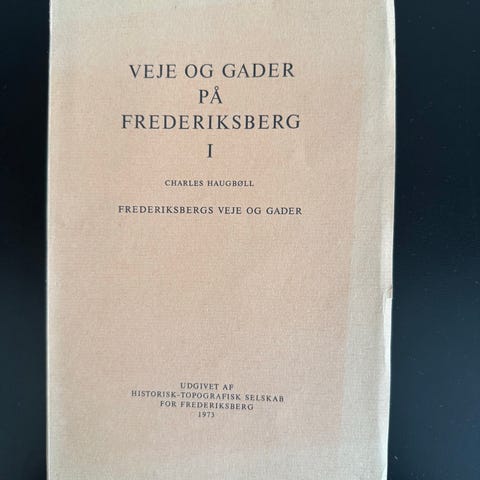 VEJE OG GADER
PÅ
FREDERIKSBERG
I
CHARLES HAUGBØLL
FREDERIKSBERGS VEJE OG GADER
UDGIVET AF
HISTORISK-TOPOGRAFISK SELSKAB
FOR FREDERIKSBERG
1973